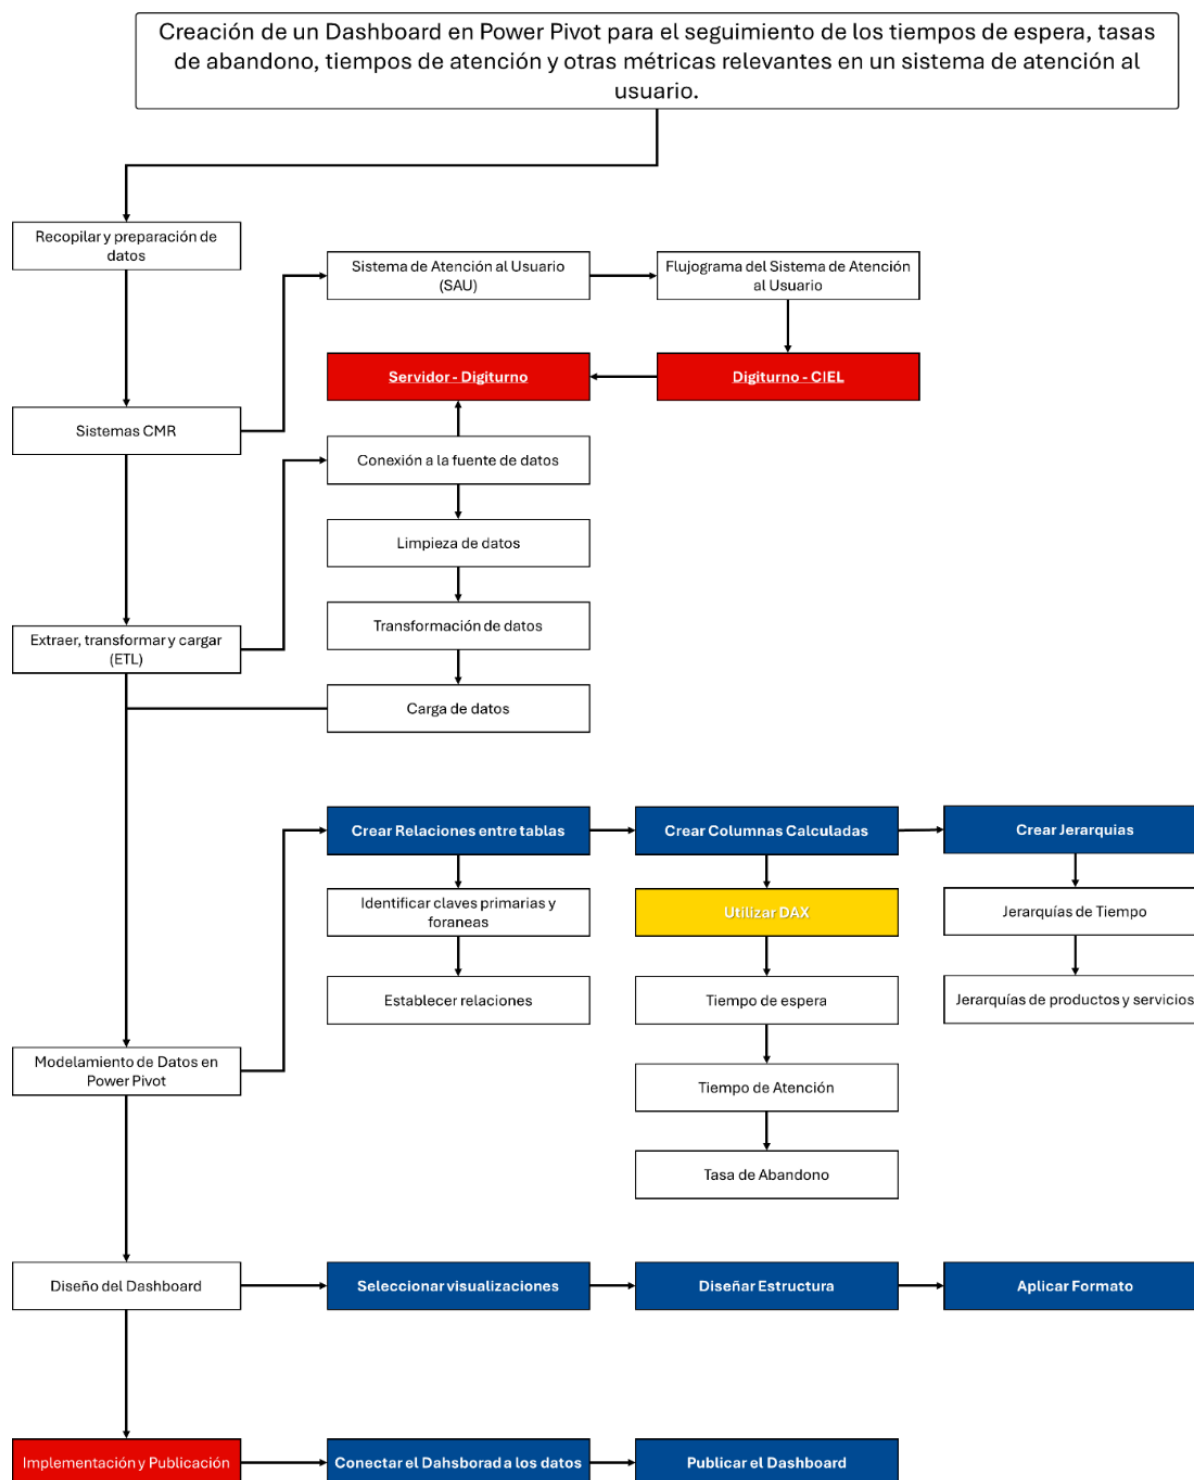 Creación de un Dashboard en Power Pivot para el seguimiento de los tiempos de espera, tasas
de abandono, tiempos de atención y otras métricas relevantes en un sistema de atención al
usuario.
Recopilar y preparación de
datos
Sistema de Atención al Usuario
(SAU)
Flujograma del Sistema de Atención
al Usuario
Servidor - Digiturno
Digiturno - CIEL
Sistemas CMR
Conexión a la fuente de datos
Limpieza de datos
Transformación de datos
Extraer, transformar y cargar
(ETL)
Carga de datos
Crear Relaciones entre tablas
Crear Columnas Calculadas
Crear Jerarquias
Identificar claves primarias y
foraneas
Utilizar DAX
Jerarquías de Tiempo
Establecer relaciones
Tiempo de espera
Jerarquías de productos y servicios
Modelamiento de Datos en
Power Pivot
Tiempo de Atención
Tasa de Abandono
Diseño del Dashboard
Seleccionar visualizaciones
Diseñar Estructura
Aplicar Formato
Implementación y Publicación
Conectar el Dahsborad a los datos
Publicar el Dashboard